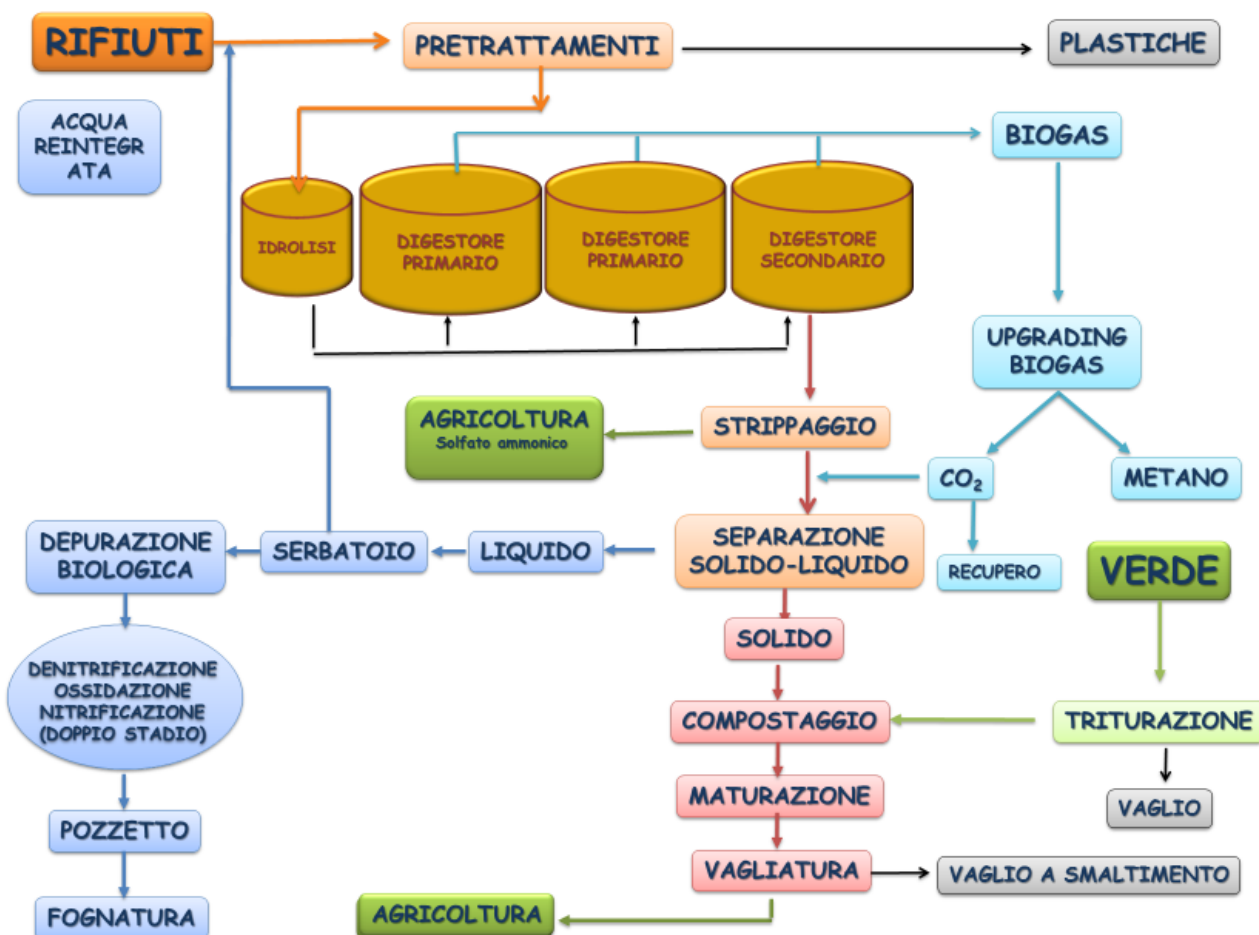 RIFIUTI
PRETRATTAMENTI
PLASTICHE
ACQUA
REINTEGR
ATA
BIOGAS
IDROLISI
DIGESTORE
PRIMARIO
DIGESTORE
PRIMARIO
DIGESTORE
SECONDARIO
UPGRADING
BIOGAS
AGRICOLTURA
Solfato ammonico
STRIPPAGGIO
CO₂
METANO
DEPURAZIONE
BIOLOGICA
SERBATOIO
LIQUIDO
SEPARAZIONE
SOLIDO-LIQUIDO
RECUPERO
VERDE
SOLIDO
DENITRIFICAZIONE
OSSIDAZIONE
NITRIFICAZIONE
(DOPPIO STADIO)
COMPOSTAGGIO
TRITURAZIONE
MATURAZIONE
VAGLIO
POZZETTO
VAGLIATURA
VAGLIO A SMALTIMENTO
FOGNATURA
AGRICOLTURA